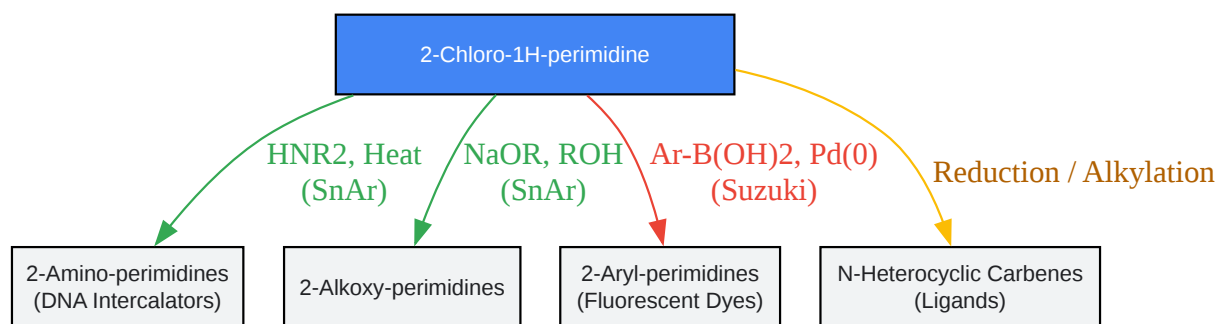 2-Chloro-1H-perimidine
HNR2, Heat
(SnAr)
NaOR, ROH
(SnAr)
Ar-B(OH)2, Pd(0)
(Suzuki)
Reduction / Alkylation
2-Amino-perimidines
(DNA Intercalators)
2-Alkoxy-perimidines
2-Aryl-perimidines
(Fluorescent Dyes)
N-Heterocyclic Carbenes
(Ligands)